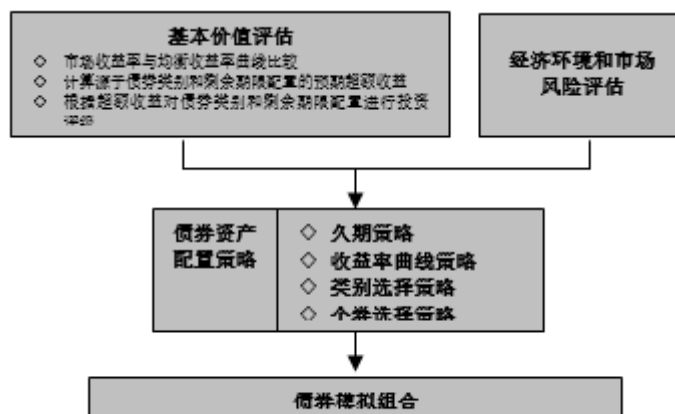 基本价值评估
◇ 市场收益率与均衡收益率曲线比较
◇ 计算源于债券类别和剩余期限配置的预期超额收益
◇ 根据超额收益对债券类别和剩余期限配置进行投资
评级
经济环境和市场
风险评估
债券资产
配置策略
◇ 久期策略
◇ 收益率曲线策略
◇ 类别选择策略
◇ 个券选择策略
债券模拟组合